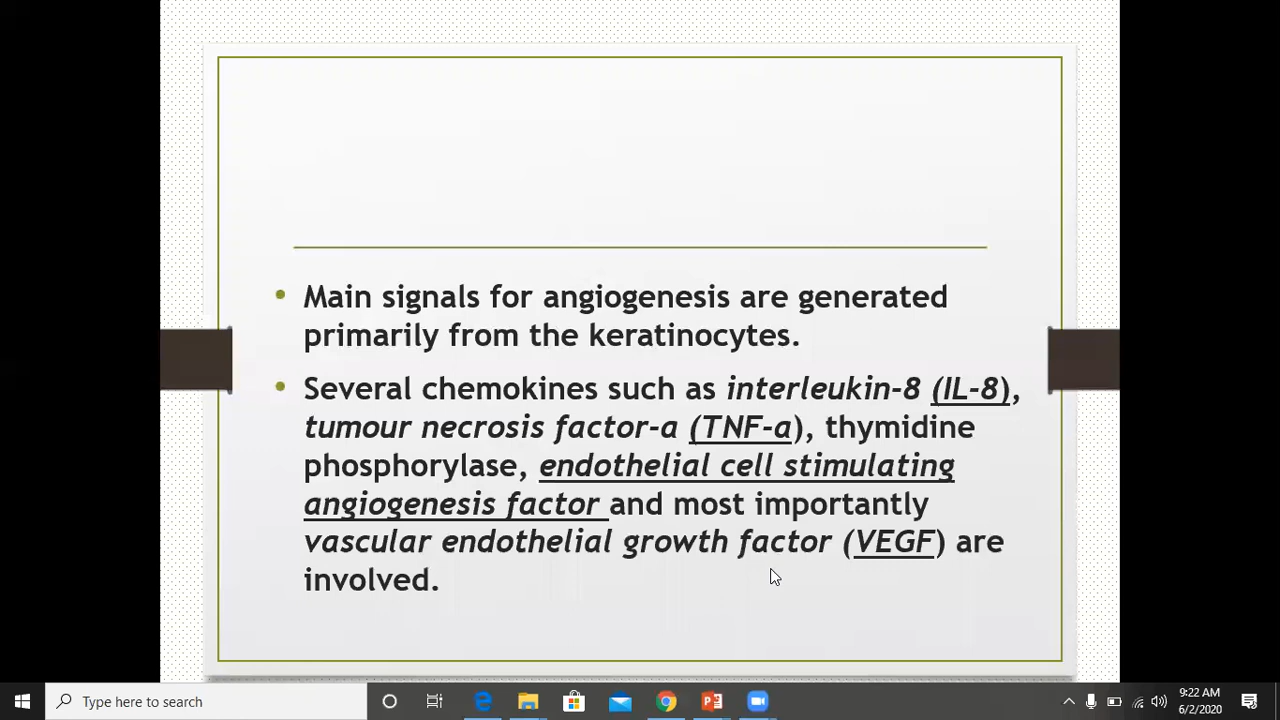 • Main signals for angiogenesis are generated
primarily from the keratinocytes.
• Several chemokines such as interleukin-8 (IL-8),
tumour necrosis factor-a (TNF-a), thymidine
phosphorylase, endothelial cell stimulating
angiogenesis factor and most importantly
vascular endothelial growth factor (VEGF) are
involved.
Type here to search
9:22 AM
6/2/2020